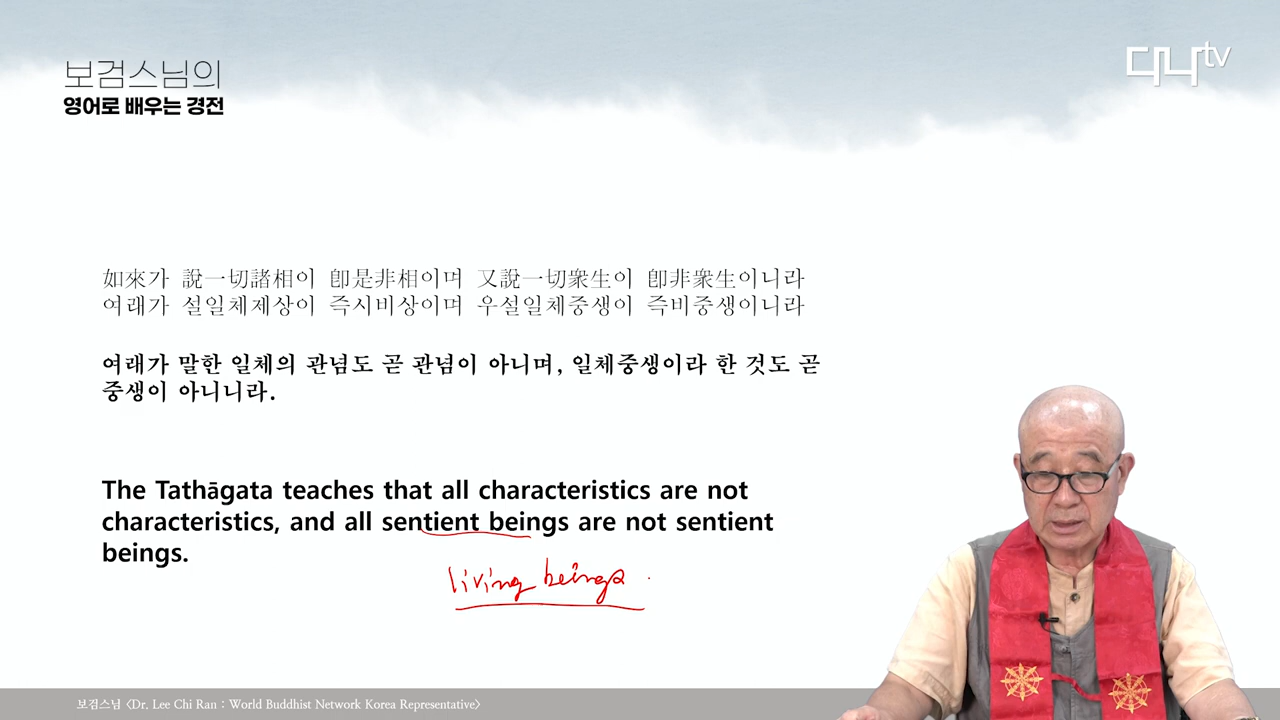 보검스님의
영어로 배우는 경전
다나tv
如來가 說一切諸相이 卽是非相이며 又說一切衆生이 卽非衆生이니라
여래가 설일체제상이 즉시비상이며 우설일체중생이 즉비중생이니라
여래가 말한 일체의 관념도 곧 관념이 아니며, 일체중생이라 한 것도 곧
중생이 아니니라.
The Tathāgata teaches that all characteristics are not
characteristics, and all sentient beings are not sentient
beings.
living beings.
보검스님 <Dr. Lee Chi Ran : World Buddhist Network Korea Representative>